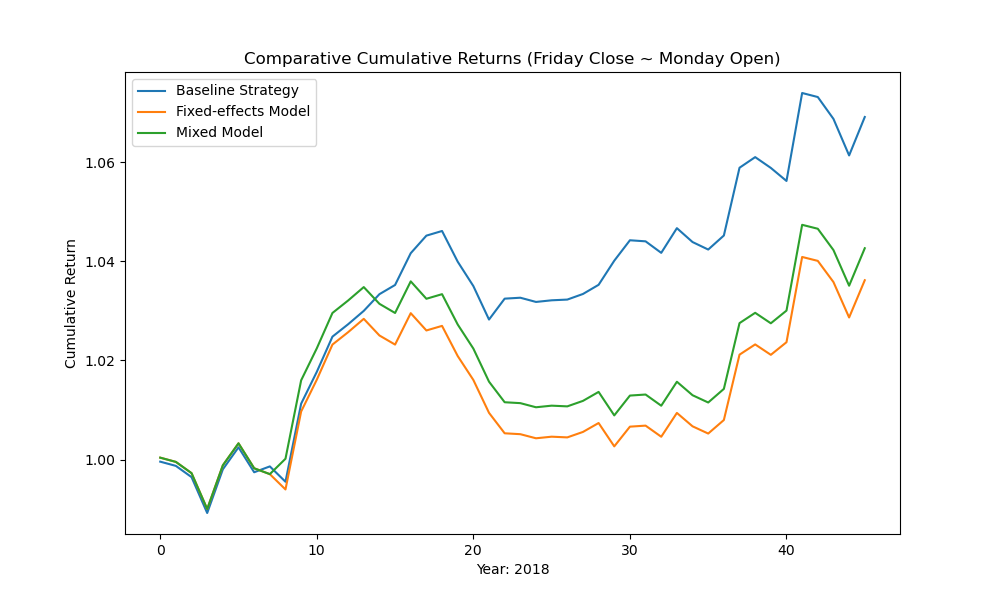 Comparative Cumulative Returns (Friday Close ~ Monday Open)
Baseline Strategy
Fixed-effects Model
Mixed Model
1.06
1.04
1.02
1.00
Cumulative Return
0
10
20
30
40
Year: 2018